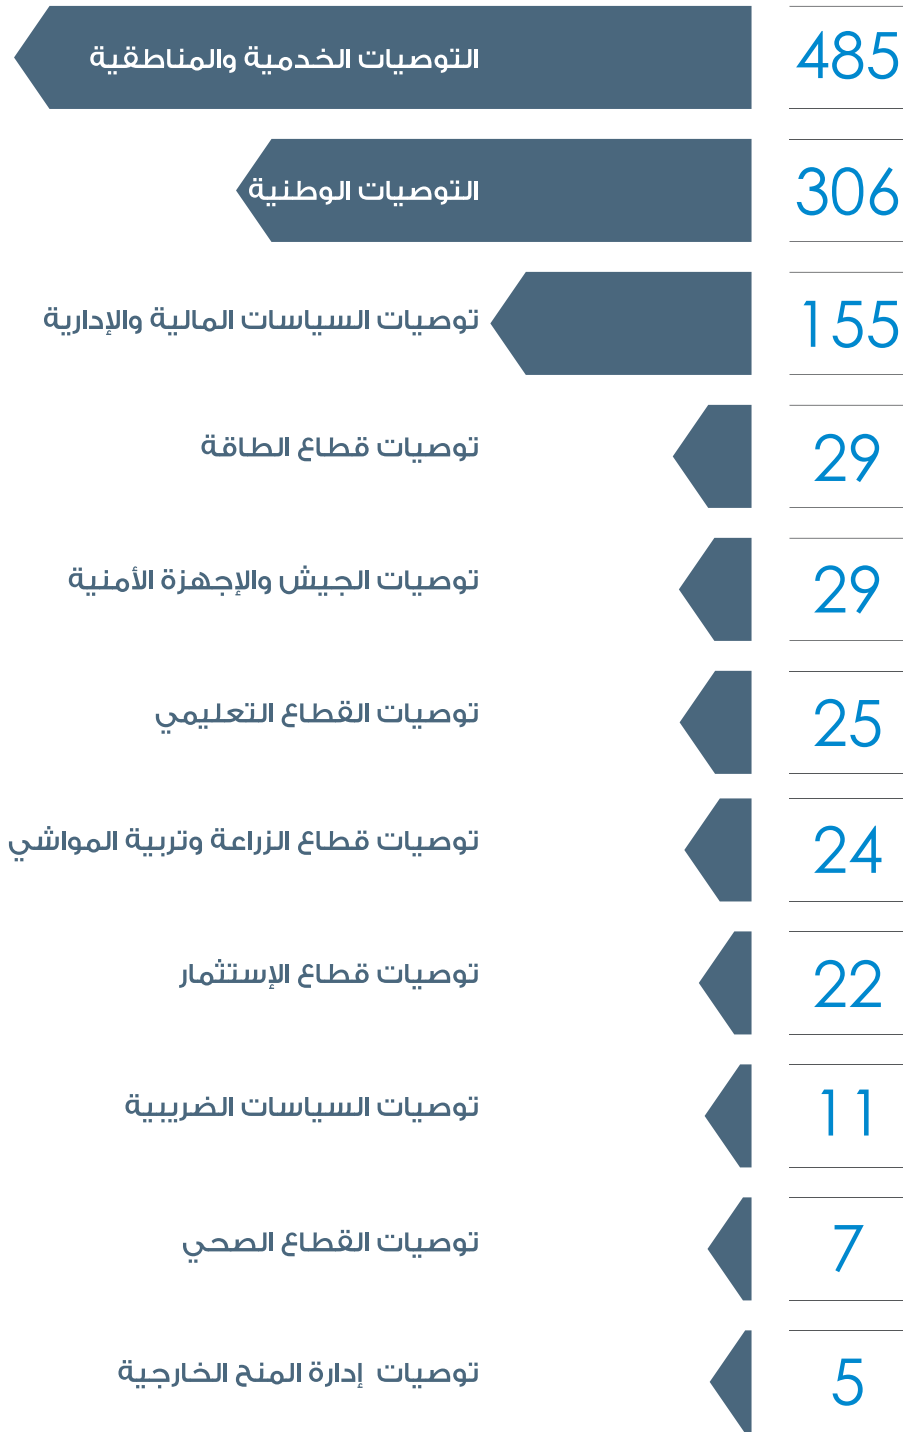 485
التوصيات الخدمية والمناطقية
306
التوصيات الوطنية
155
توصيات السياسات المالية والإدارية
29
توصيات قطاع الطاقة
29
توصيات الجيش والإجهزة الأمنية
25
توصيات القطاع التعليمي
24
توصيات قطاع الزراعة وتربية المواشي
22
توصيات قطاع الإستثمار
11
توصيات السياسات الضريبية
7
توصيات القطاع الصحي
5
توصيات إدارة المنح الخارجية